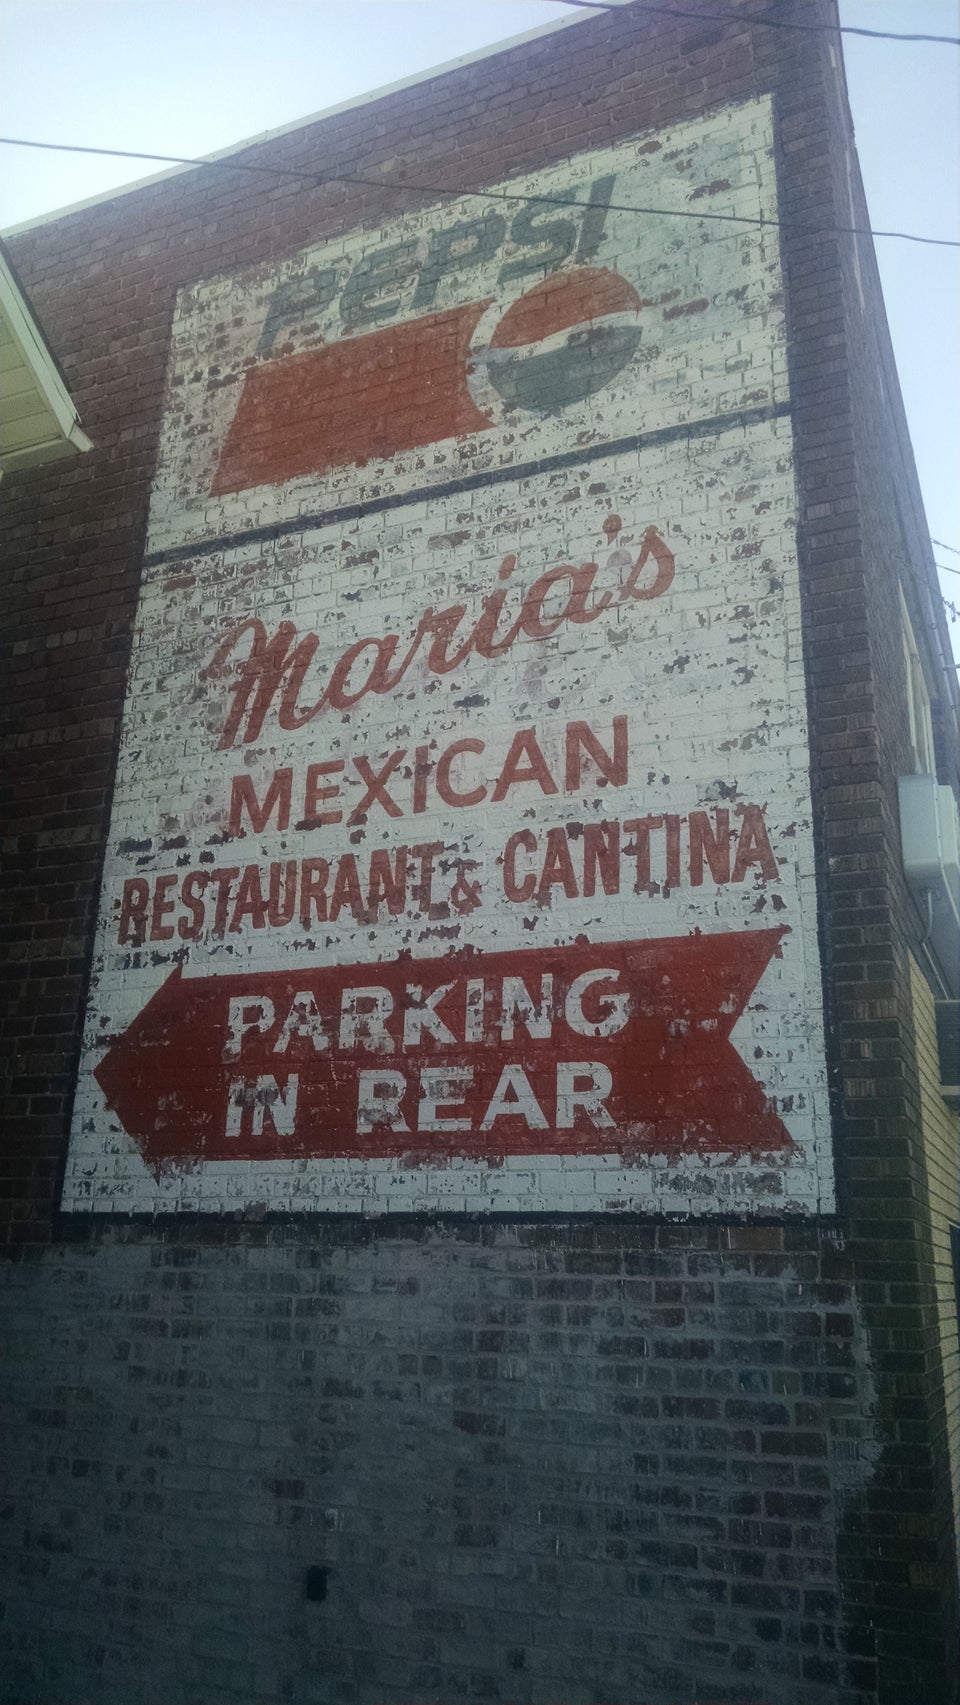 PEPSI
Maria's
MEXICAN
RESTAURANT & CANTINA
PARKING
IN REAR